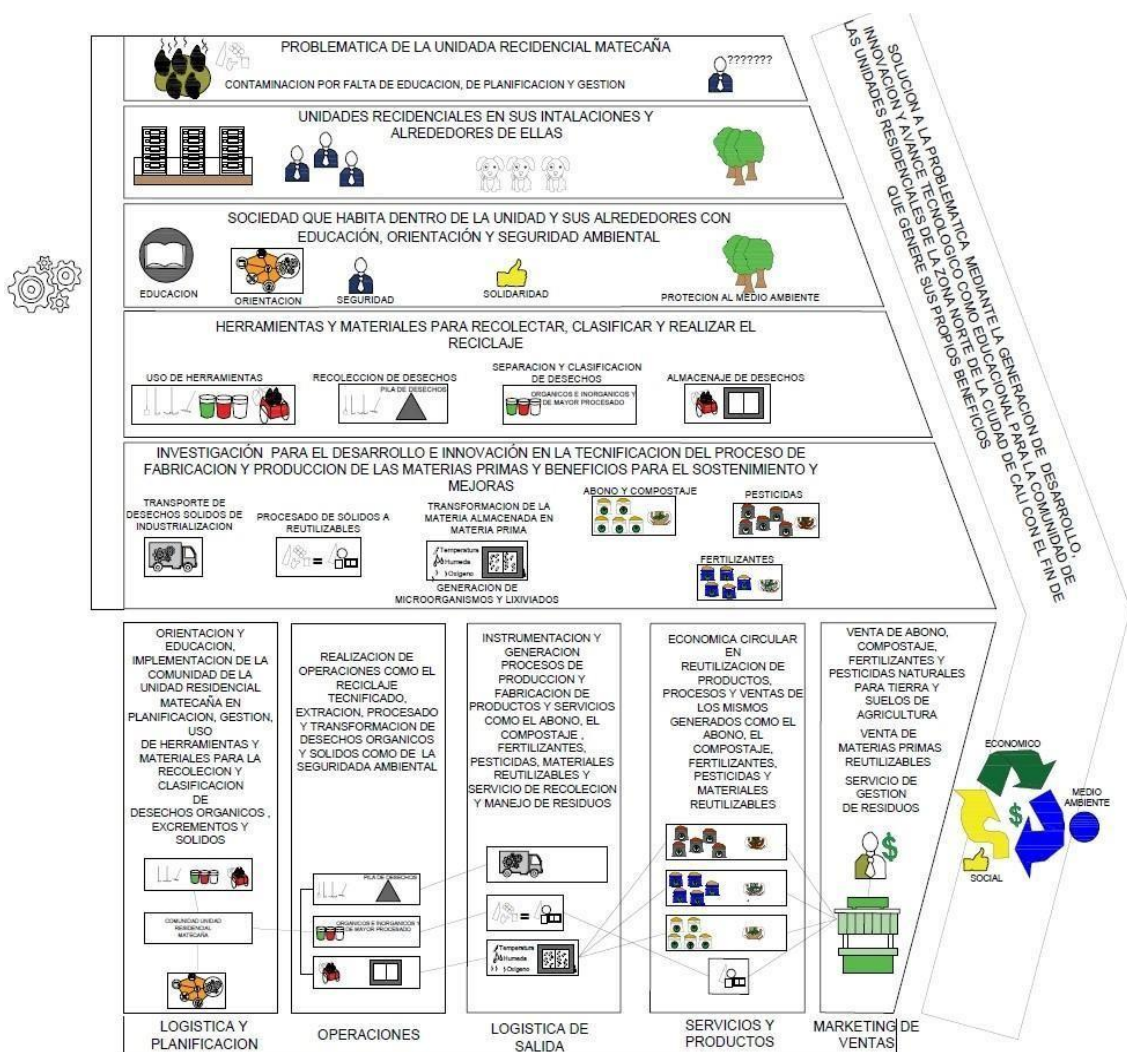 PROBLEMATICA DE LA UNIDADA RECIDENCIAL MATECAÑA
CONTAMINACION POR FALTA DE EDUCACION, DE PLANIFICACION Y GESTION
???????
UNIDADES RECIDENCIALES EN SUS INTALACIONES Y
ALREDEDORES DE ELLAS
SOCIEDAD QUE HABITA DENTRO DE LA UNIDAD Y SUS ALREDEDORES CON
EDUCACIÓN, ORIENTACIÓN Y SEGURIDAD AMBIENTAL
EDUCACION
ORIENTACION
SEGURIDAD
SOLIDARIDAD
PROTECION AL MEDIO AMBIENTE
HERRAMIENTAS Y MATERIALES PARA RECOLECTAR, CLASIFICAR Y REALIZAR EL
RECICLAJE
USO DE HERRAMIENTAS
RECOLECCION DE DESECHOS
PILA DE DESECHOS
SEPARACION Y CLASIFICACION
DE DESECHOS
ORGANICOS E INORGANICOS Y
DE MAYOR PROCESADO
ALMACENAJE DE DESECHOS
INVESTIGACIÓN PARA EL DESARROLLO E INNOVACIÓN EN LA TECNIFICACION DEL PROCESO DE
FABRICACION Y PRODUCCION DE LAS MATERIAS PRIMAS Y BENEFICIOS PARA EL SOSTENIMIENTO Y
MEJORAS
TRANSPORTE DE
DESECHOS SOLIDOS DE
INDUSTRIALIZACION
PROCESADO DE SÓLIDOS A
REUTILIZABLES
=
TRANSFORMACION DE LA
MATERIA ALMACENADA EN
MATERIA PRIMA
Temperatura
Humeda
Oxigeno
GENERACION DE
MICROORGANISMOS Y LIXIVIADOS
ABONO Y COMPOSTAJE
PESTICIDAS
FERTILIZANTES
SOLUCION A LA PROBLEMATICA MEDIANTE LA GENERACION DE DESARROLLO,
INNOVACION Y AVANCE TECNOLOGICO COMO EDUCACIONAL PARA LA COMUNIDAD DE
LAS UNIDADES RESIDENCIALES DE LA ZONA NORTE DE LA CIUDAD DE CALI CON EL FIN DE
QUE GENERE SUS PROPIOS BENEFICIOS
ORIENTACION Y
EDUCACION,
IMPLEMENTACION DE LA
COMUNIDAD DE LA
UNIDAD RESIDENCIAL
MATECAÑA EN
PLANIFICACION, GESTION,
USO
DE HERRAMIENTAS Y
MATERIALES PARA LA
RECOLECION Y
CLASIFICACION
DE
DESECHOS ORGANICOS ,
EXCREMENTOS Y
SOLIDOS
COMUNIDAD UNIDAD
RESIDENCIAL
MATECAÑA
LOGISTICA Y
PLANIFICACION
REALIZACION DE
OPERACIONES COMO EL
RECICLAJE
TECNIFICADO,
EXTRACION, PROCESADO
Y TRANSFORMACION DE
DESECHOS ORGANICOS
Y SOLIDOS COMO DE LA
SEGURIDADA AMBIENTAL
PILA DE DESECHOS
ORGANICOS E INORGANICOS Y
DE MAYOR PROCESADO
OPERACIONES
INSTRUMENTACION Y
GENERACION
PROCESOS DE
PRODUCCION Y
FABRICACION DE
PRODUCTOS Y SERVICIOS
COMO EL ABONO, EL
COMPOSTAJE ,
FERTILIZANTES,
PESTICIDAS, MATERIALES
REUTILIZABLES Y
SERVICIO DE RECOLECION
Y MANEJO DE RESIDUOS
=
Temperatura
Humeda
Oxigeno
LOGISTICA DE
SALIDA
ECONOMICA CIRCULAR
EN
REUTILIZACION DE
PRODUCTOS,
PROCESOS Y VENTAS DE
LOS MISMOS
GENERADOS COMO EL
ABONO, EL
COMPOSTAJE,
FERTILIZANTES,
PESTICIDAS Y
MATERIALES
REUTILIZABLES
SERVICIOS Y
PRODUCTOS
VENTA DE ABONO,
COMPOSTAJE,
FERTILIZANTES Y
PESTICIDAS NATURALES
PARA TIERRA Y
SUELOS DE
AGRICULTURA
VENTA DE
MATERIAS PRIMAS
REUTILIZABLES
SERVICIO DE
GESTION
DE RESIDUOS
$
MARKETING DE
VENTAS
ECONOMICO
$
MEDIO
AMBIENTE
SOCIAL